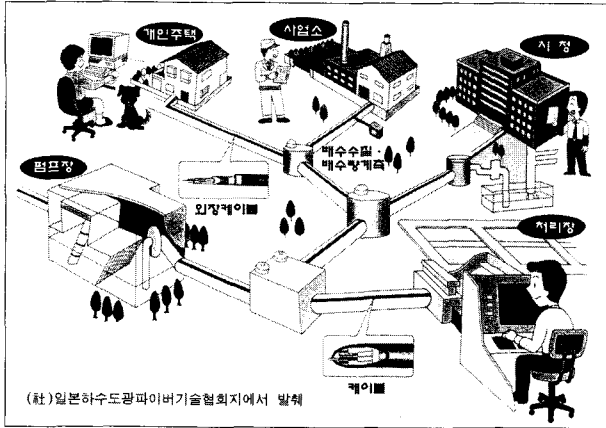 개인주택
사업소
시청
배수수질·
배수량계측
펌프장
외장케이블
처리장
케이블
(社)일본하수도광파이버기술협회지에서 발췌